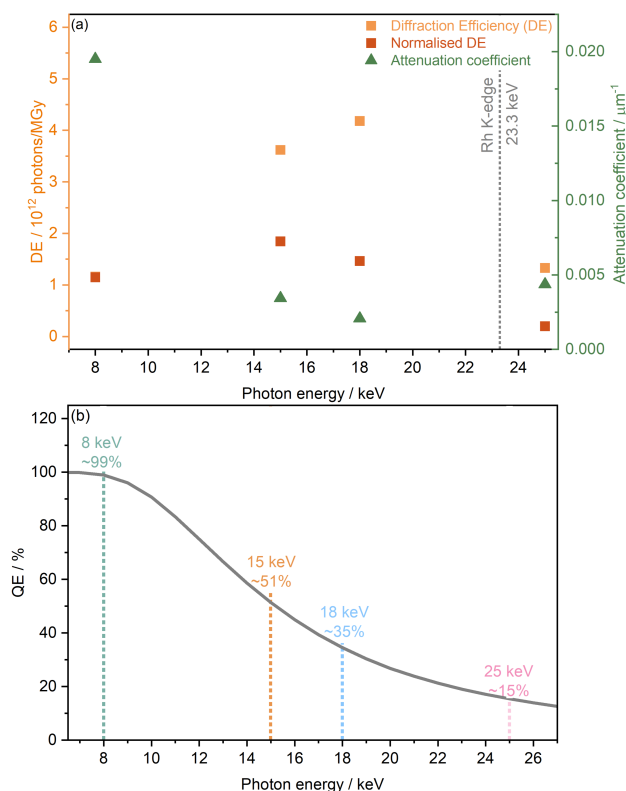 (a)
Diffraction Efficiency (DE)
Normalised DE
Attenuation coefficient
6
5
4
3
2
1
0
DE / 10¹² photons/MGy
0.020
0.015
0.010
0.005
0.000
Attenuation coefficient / μm⁻¹
Rh K-edge
23.3 keV
8 10 12 14 16 18 20 22 24
Photon energy / keV
(b)
120
100
80
60
40
20
0
QE / %
8 keV
~99%
15 keV
~51%
18 keV
~35%
25 keV
~15%
8 10 12 14 16 18 20 22 24 26
Photon energy / keV